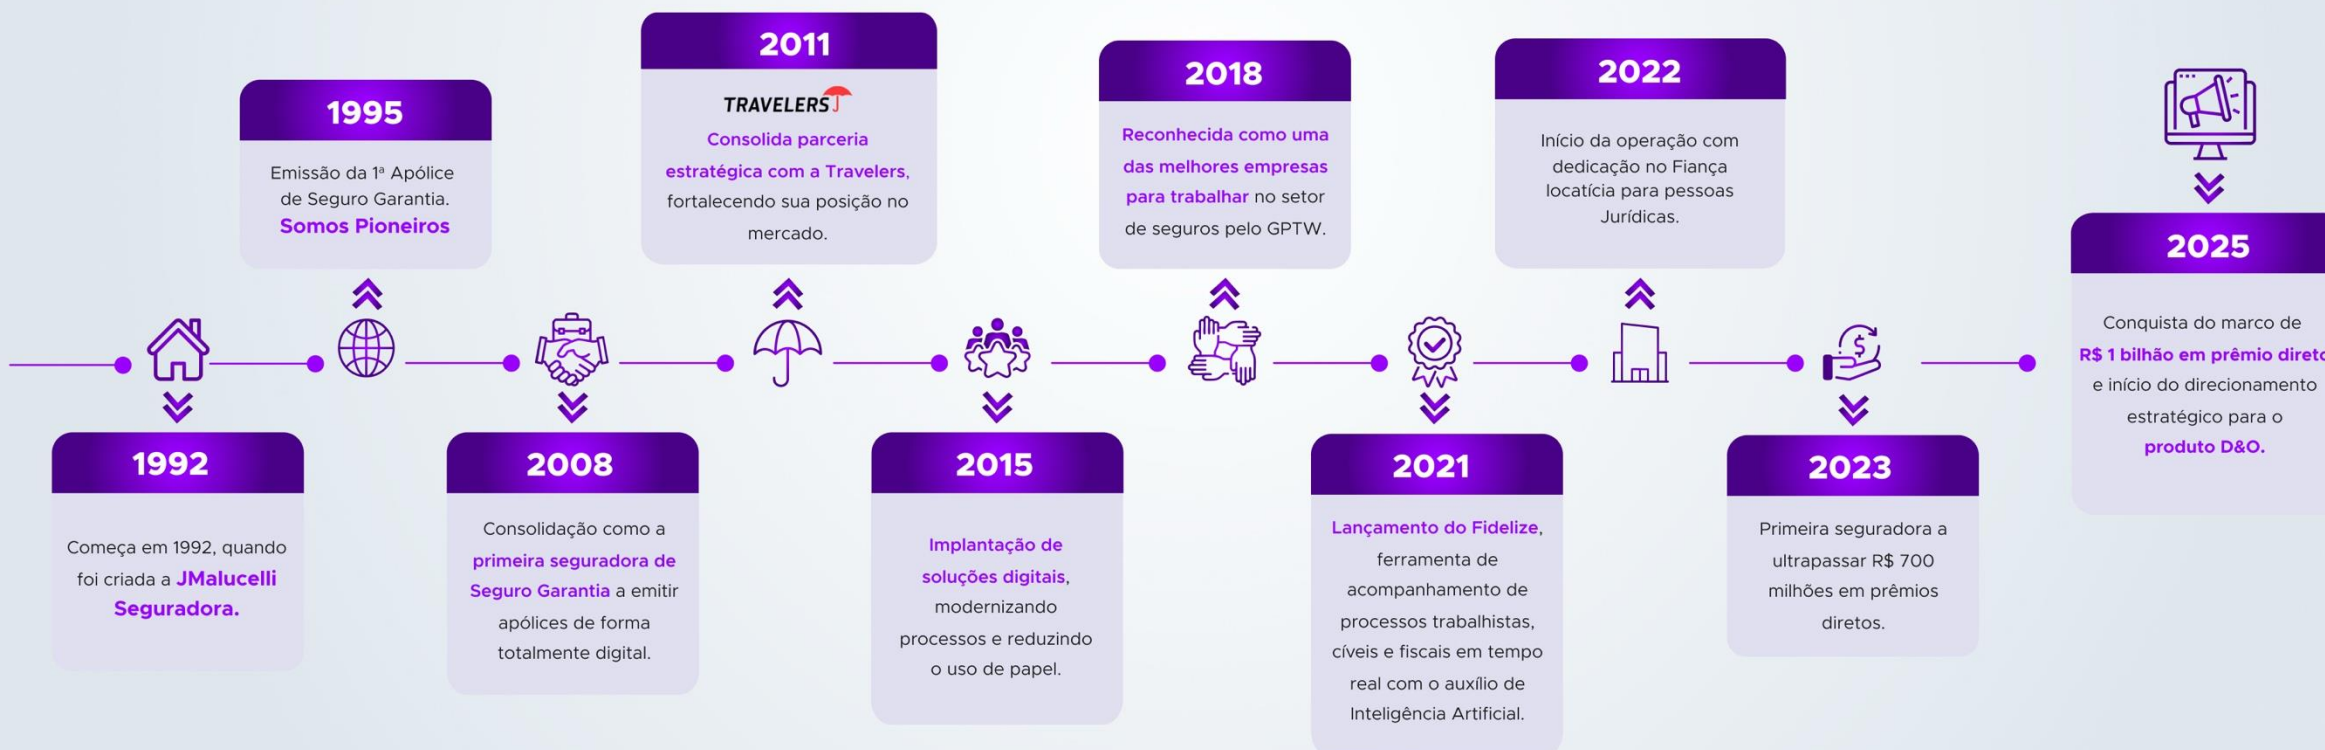 1992
Começa em 1992, quando
foi criada a JMalucelli
Seguradora.
1995
Emissão da 1ª Apólice
de Seguro Garantia.
Somos Pioneiros
2008
Consolidação como a
primeira seguradora de
Seguro Garantia a emitir
apólices de forma
totalmente digital.
2011
TRAVELERS
Consolida parceria
estratégica com a Travelers,
fortalecendo sua posição no
mercado.
2015
Implantação de
soluções digitais,
modernizando
processos e reduzindo
o uso de papel.
2018
Reconhecida como uma
das melhores empresas
para trabalhar no setor
de seguros pelo GPTW.
2021
Lançamento do Fidelize,
ferramenta de
acompanhamento de
processos trabalhistas,
cíveis e fiscais em tempo
real com o auxílio de
Inteligência Artificial.
2022
Início da operação com
dedicação no Fiança
locatícia para pessoas
Jurídicas.
2023
Primeira seguradora a
ultrapassar R$ 700
milhões em prêmios
diretos.
2025
Conquista do marco de
R$ 1 bilhão em prêmio direto
e início do direcionamento
estratégico para o
produto D&O.